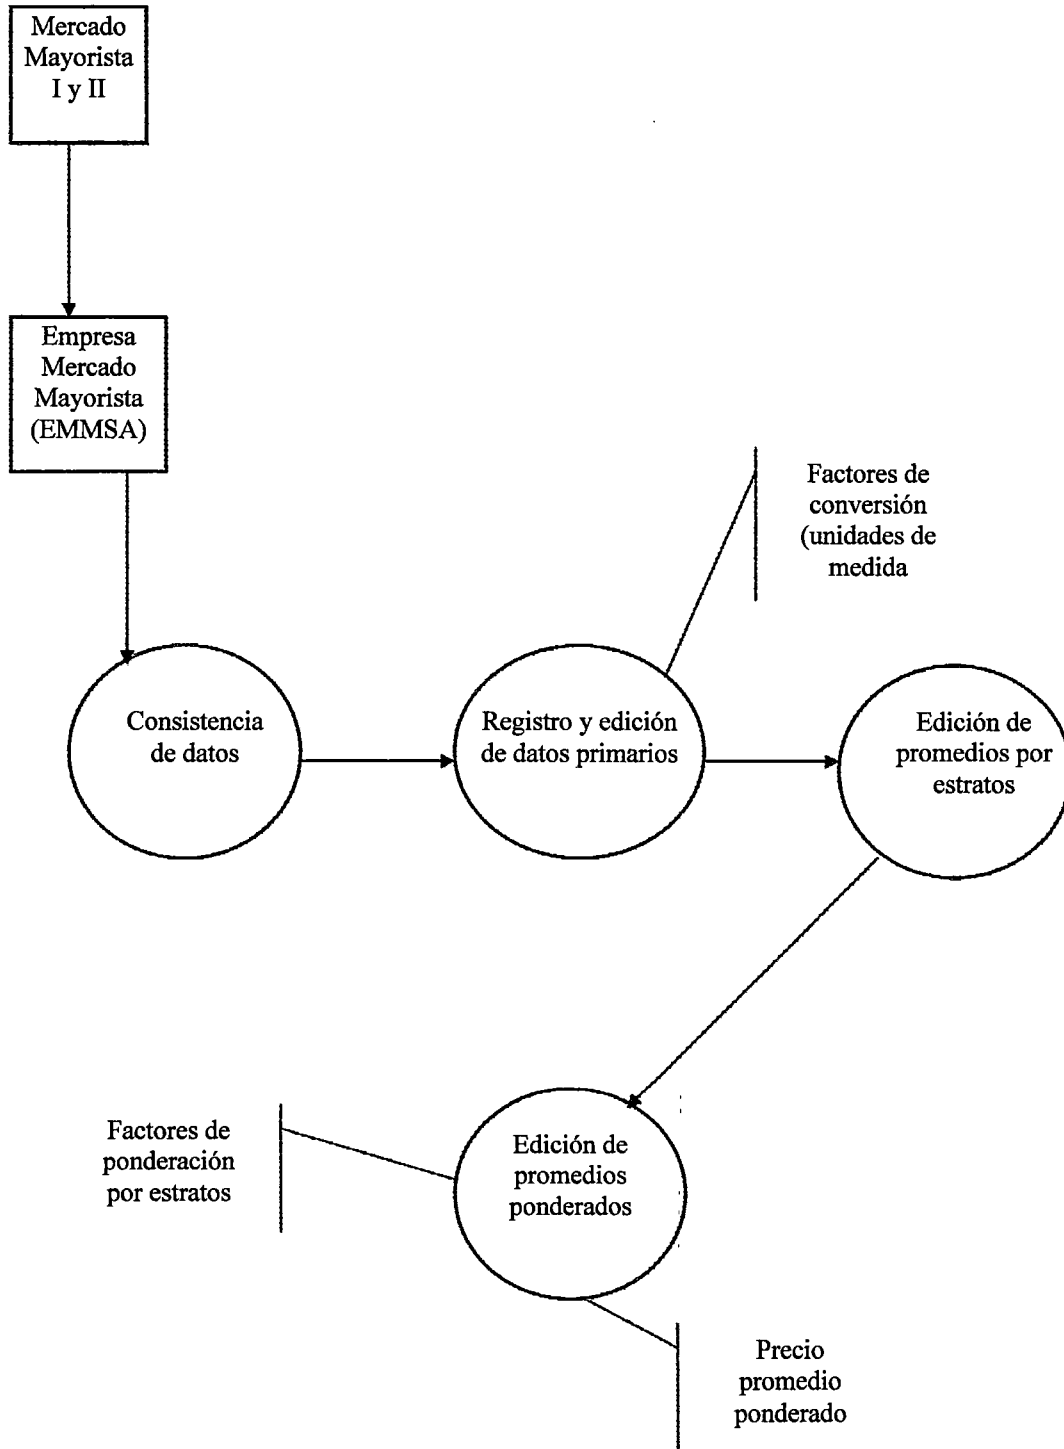 Mercado
Mayorista
I y II
Empresa
Mercado
Mayorista
(EMMSA)
Factores de
conversión
(unidades de
medida
Consistencia
de datos
Registro y edición
de datos primarios
Edición de
promedios por
estratos
Factores de
ponderación
por estratos
Edición de
promedios
ponderados
Precio
promedio
ponderado